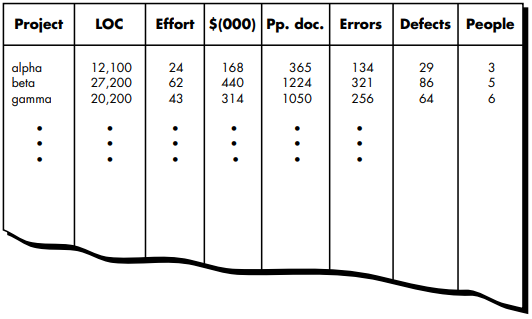 Project LOC Effort $(000) Pp. doc. Errors Defects People
alpha 12,100 24 168 365 134 29 3
beta 27,200 62 440 1224 321 86 5
gamma 20,200 43 314 1050 256 64 6